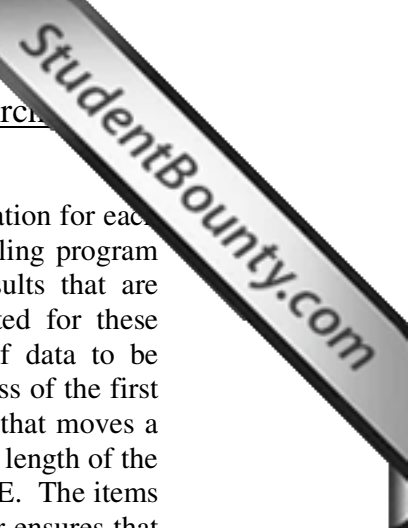 StudentBounty.com
ation for each
ling program
sults that are
ted for these
f data to be
ss of the first
that moves a
length of the
E. The items
r ensures that